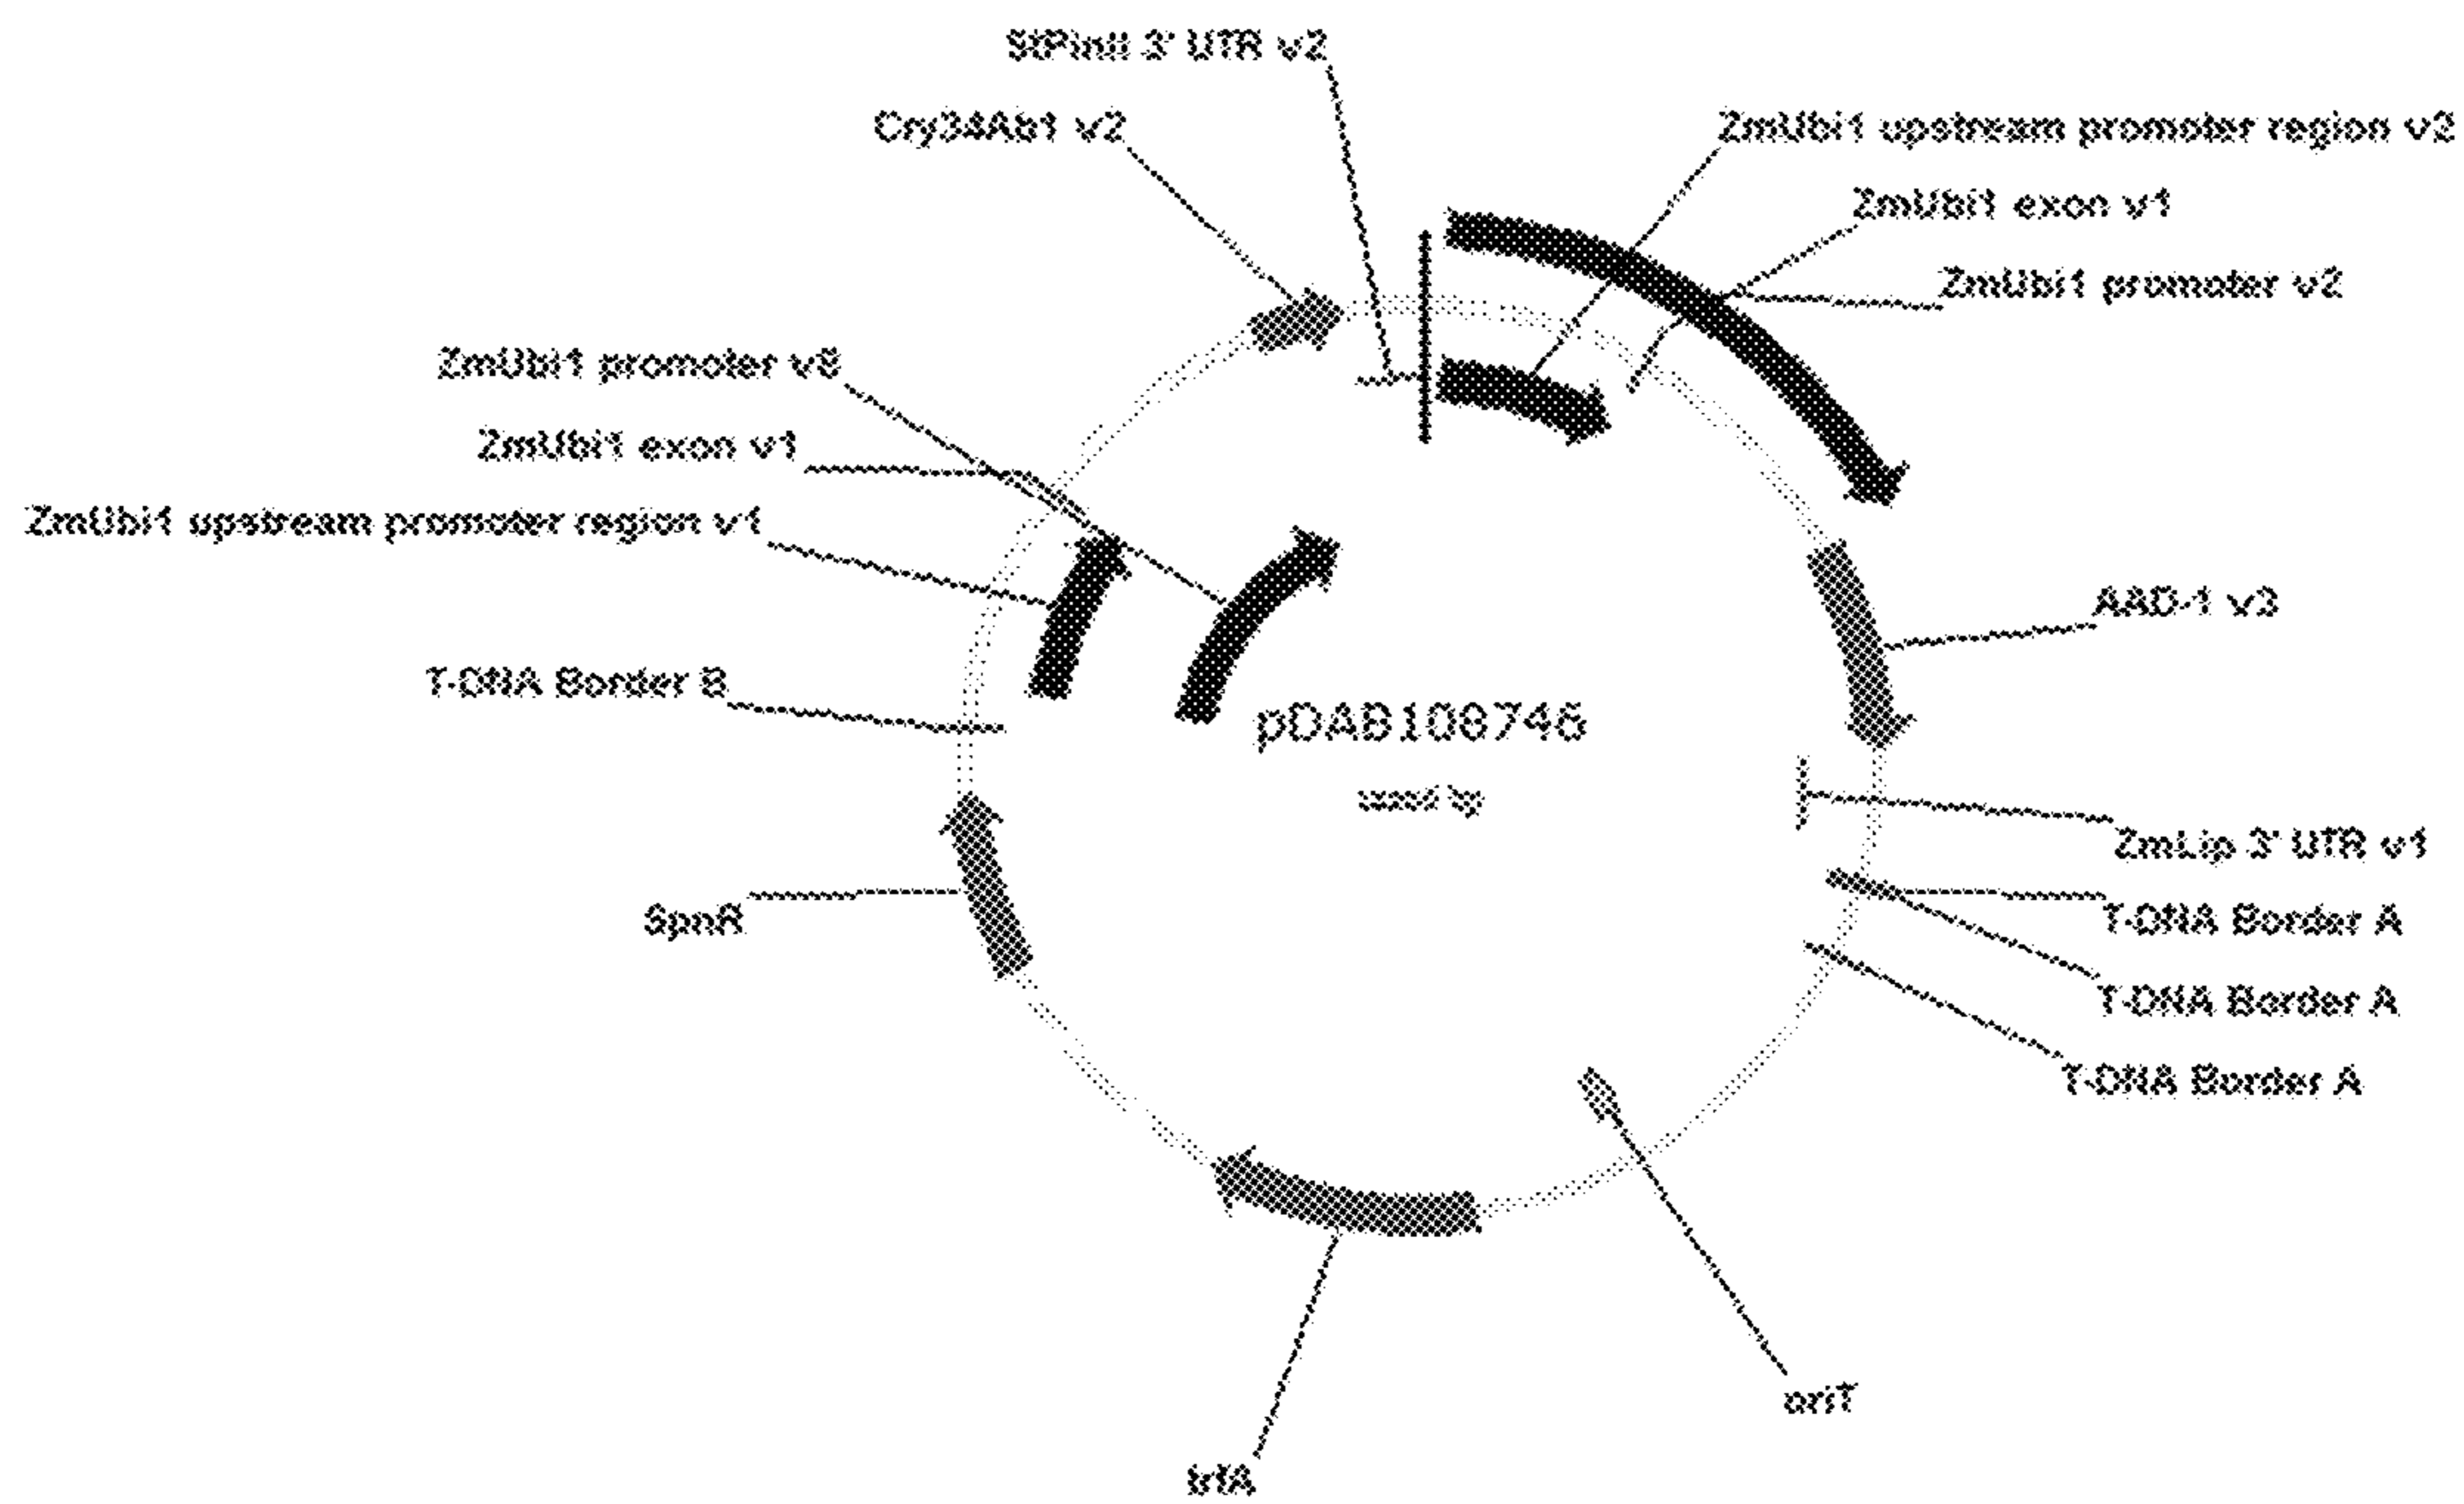 3' UTR v2
Cry34Ab1 v2
ZmUbi1 upstream promoter region v2
ZmUbi1 exon v1
ZmUbi1 promoter v2
ZmUbi1 promoter
ZmUbi1 exon v1
ZmUbi1 upstream promoter region v1
AAD-1 v3
T-DNA Border B
pDAB108746
bp
ZmLip 3' UTR v1
T-DNA Border A
SpnR
T-DNA Border A
T-DNA Border A
oriT
trfA